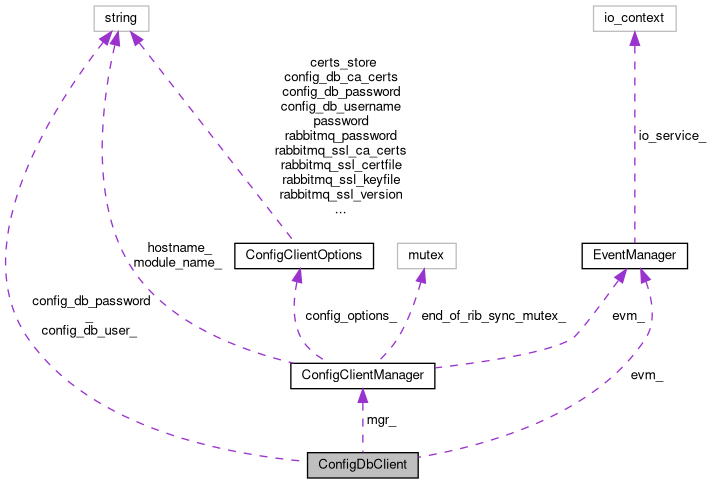 string
io_context
certs_store
config_db_ca_certs
config_db_password
config_db_username
password
rabbitmq_password
rabbitmq_ssl_ca_certs
rabbitmq_ssl_certfile
rabbitmq_ssl_keyfile
rabbitmq_ssl_version
...
io_service_
hostname_
module_name_
ConfigClientOptions
mutex
EventManager
config_db_password
_
config_db_user_
config_options_
end_of_rib_sync_mutex_
evm_
ConfigClientManager
evm_
mgr_
ConfigDbClient